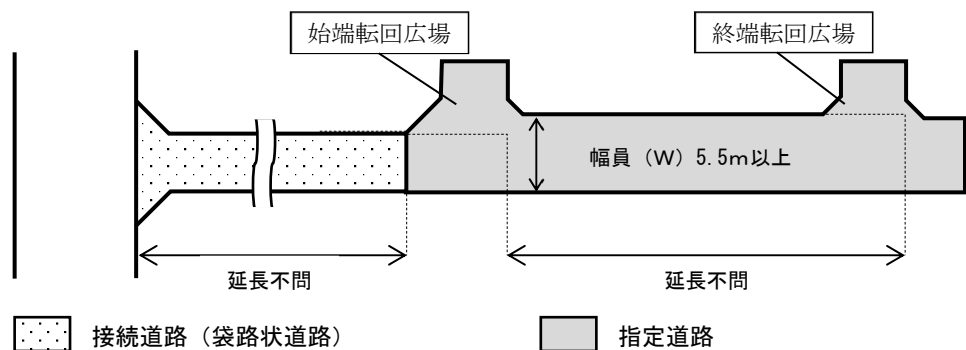 始端転回広場
終端転回広場
幅員（W）5.5m以上
延長不問
延長不問
接続道路（袋路状道路）
指定道路